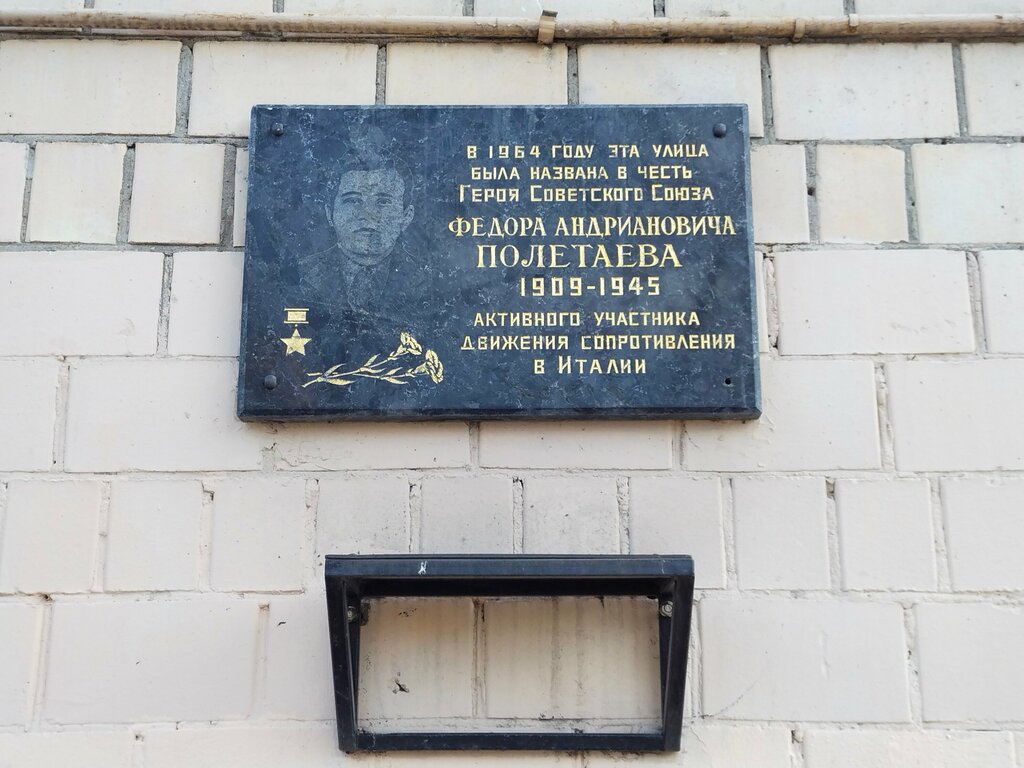 В 1964 ГОДУ ЭТА УЛИЦА
БЫЛА НАЗВАНА В ЧЕСТЬ
ГЕРОЯ СОВЕТСКОГО СОЮЗА
ФЕДОРА АНДРИАНОВИЧА
ПОЛЕТАЕВА
1909-1945
АКТИВНОГО УЧАСТНИКА
ДВИЖЕНИЯ СОПРОТИВЛЕНИЯ
В ИТАЛИИ